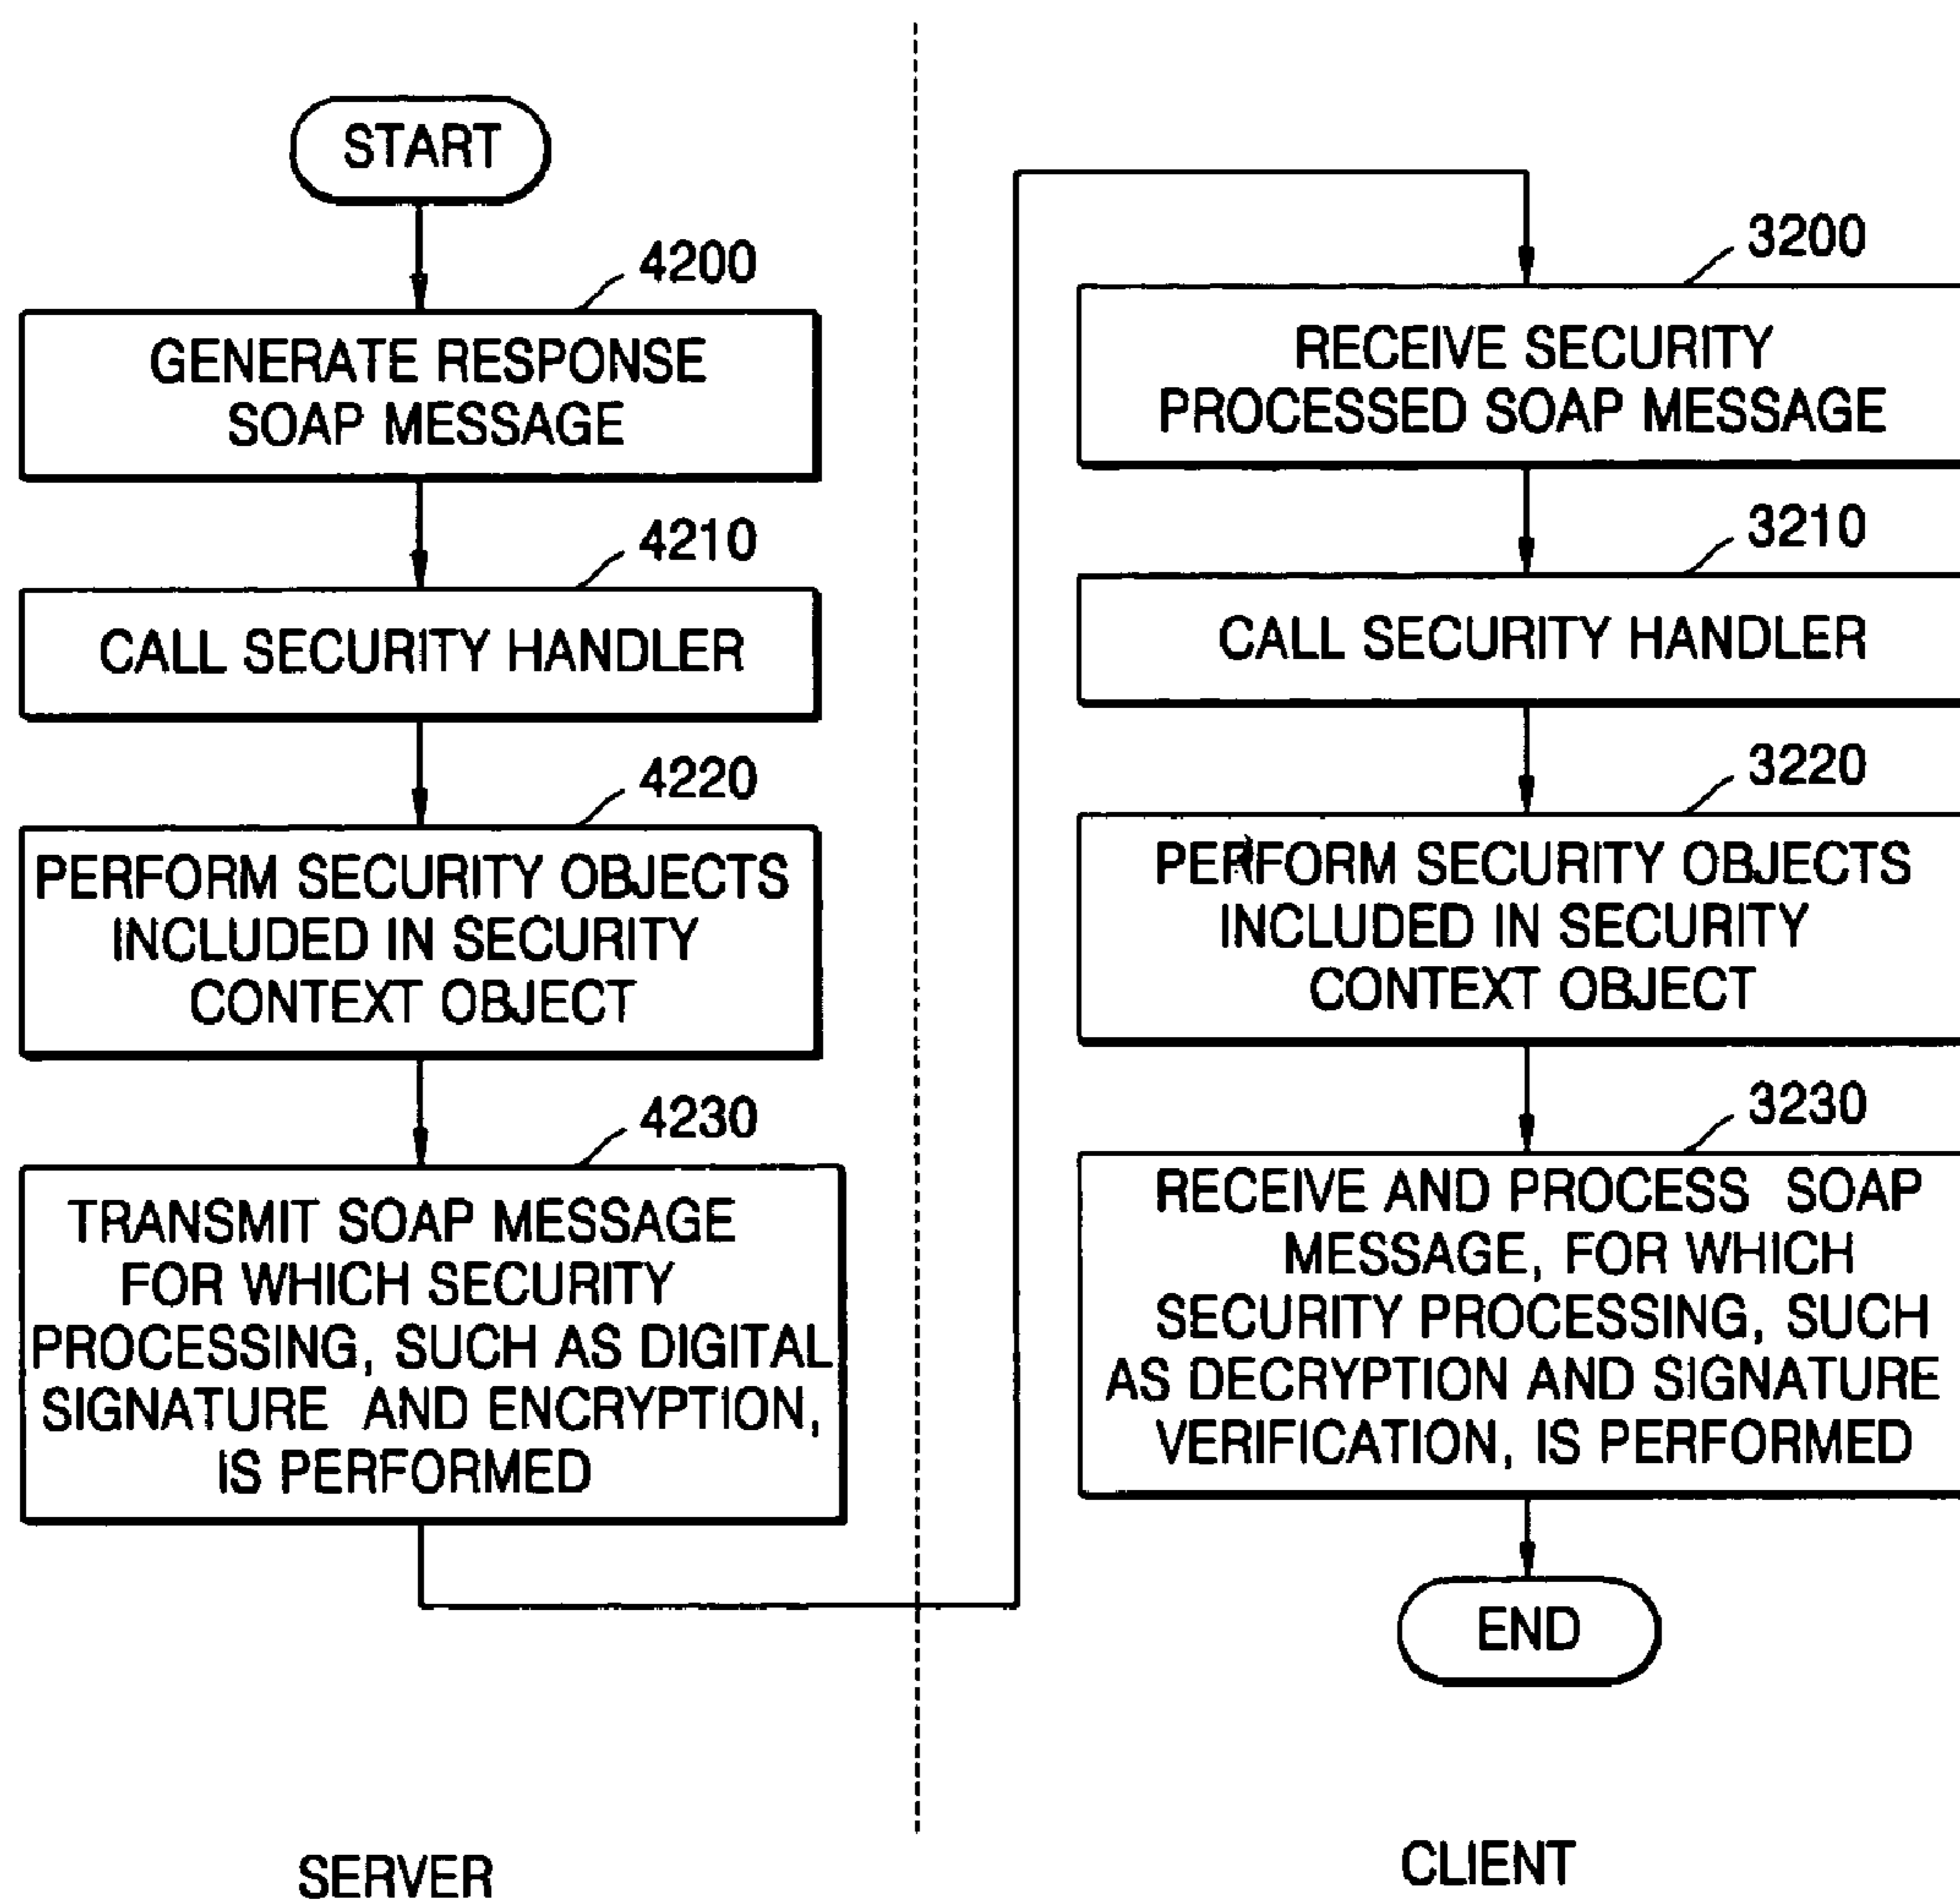 START
4200
GENERATE RESPONSE
SOAP MESSAGE
4210
CALL SECURITY HANDLER
4220
PERFORM SECURITY OBJECTS
INCLUDED IN SECURITY
CONTEXT OBJECT
4230
TRANSMIT SOAP MESSAGE
FOR WHICH SECURITY
PROCESSING, SUCH AS DIGITAL
SIGNATURE AND ENCRYPTION,
IS PERFORMED
SERVER
3200
RECEIVE SECURITY
PROCESSED SOAP MESSAGE
3210
CALL SECURITY HANDLER
3220
PERFORM SECURITY OBJECTS
INCLUDED IN SECURITY
CONTEXT OBJECT
3230
RECEIVE AND PROCESS SOAP
MESSAGE, FOR WHICH
SECURITY PROCESSING, SUCH
AS DECRYPTION AND SIGNATURE
VERIFICATION, IS PERFORMED
END
CLIENT